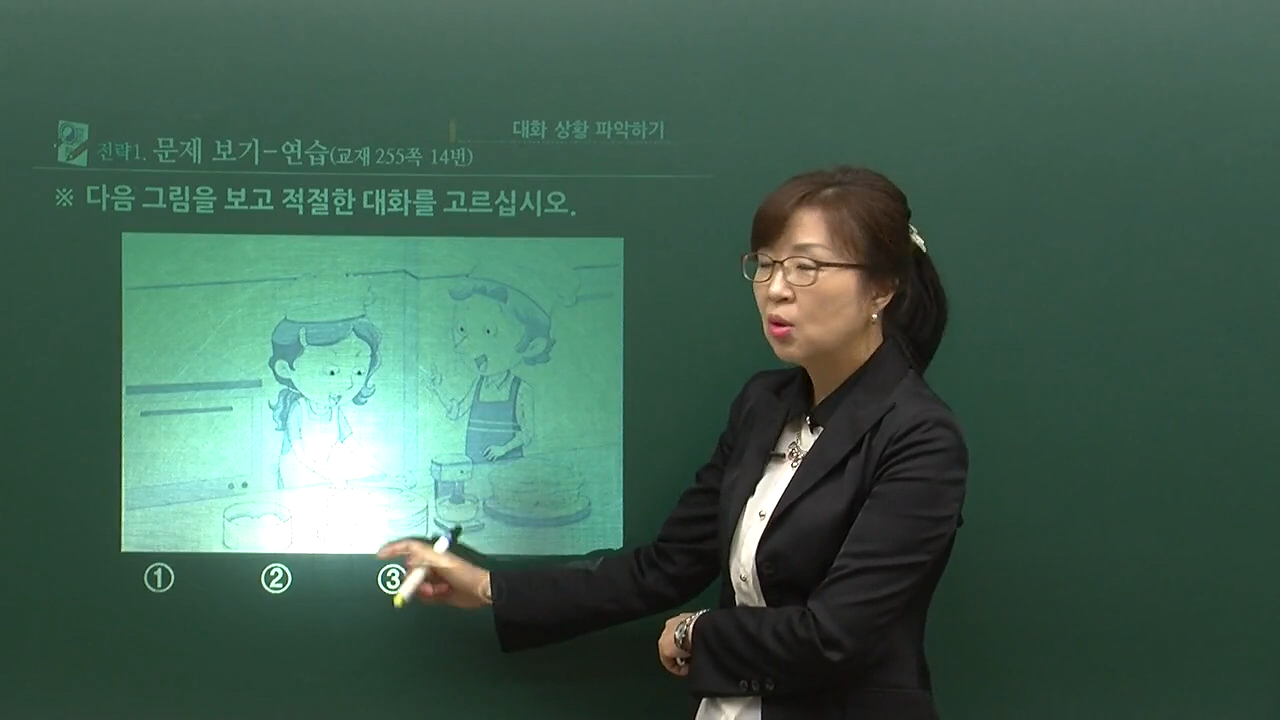 대화 상황 파악하기
전략1. 문제 보기-연습(교재 255쪽 14번)
※ 다음 그림을 보고 적절한 대화를 고르십시오.
① ② ③